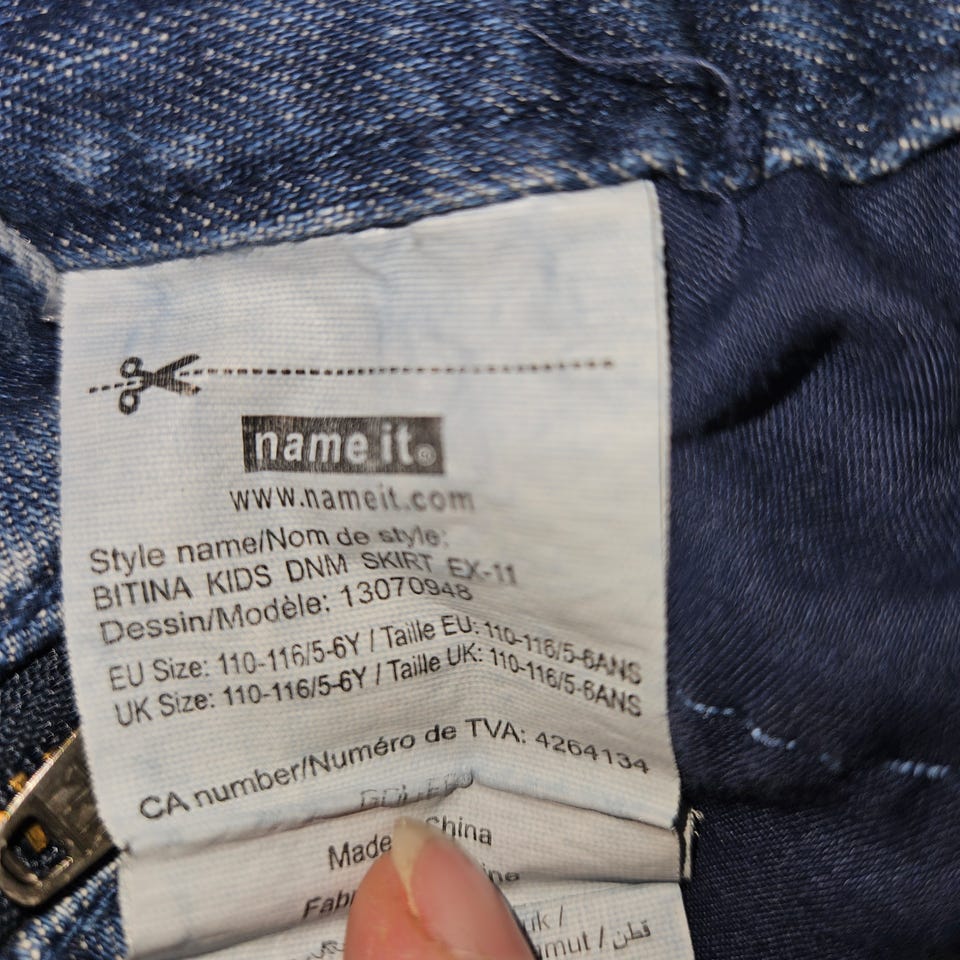 name it®
www.nameit.com
Style name/Nom de style:
BITINA KIDS DNM SKIRT EX-11
Dessin/Modèle: 13070948
EU Size: 110-116/5-6Y / Taille EU: 110-116/5-6ANS
UK Size: 110-116/5-6Y / Taille UK: 110-116/5-6ANS
CA number/Numéro de TVA: 4264134
Made China
/ قطن